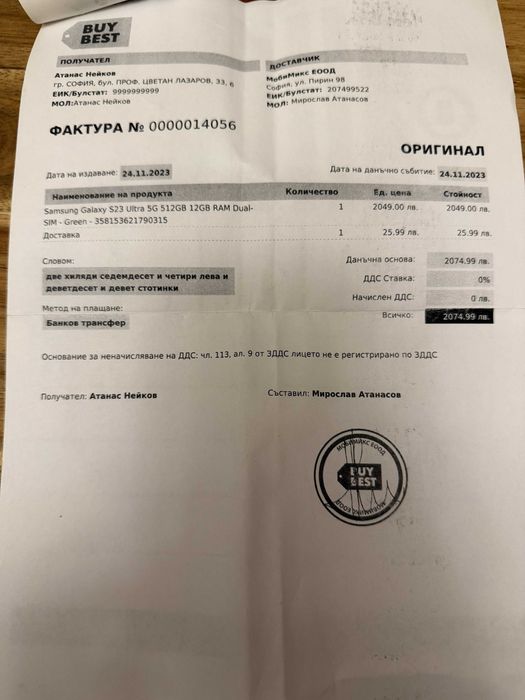 BUY
BEST
ПОЛУЧАТЕЛ
Атанас Нейков
гр. СОФИЯ, бул. ПРОФ. ЦВЕТАН ЛАЗАРОВ, 33, 6
ЕИК/Булстат: 9999999999
МОЛ:Атанас Нейков
ДОСТАВЧИК
МобиМикс ЕООД
София, ул. Пирин 98
ЕИК/Булстат: 207499522
МОЛ: Мирослав Атанасов
ФАКТУРА № 0000014056
ОРИГИНАЛ
Дата на издаване: 24.11.2023
Дата на данъчно събитие: 24.11.2023
Наименование на продукта Количество Ед. цена Стойност
Samsung Galaxy S23 Ultra 5G 512GB 12GB RAM Dual- 1 2049.00 лв. 2049.00 лв.
SIM - Green - 358153621790315
Доставка 1 25.99 лв. 25.99 лв.
Словом:
две хиляди седемдесет и четири лева и
деветдесет и девет стотинки
Метод на плащане:
Банков трансфер
Данъчна основа: 2074.99 лв.
ДДС Ставка: 0%
Начислен ДДС: 0 лв.
Всичко: 2074.99 лв.
Основание за неначисляване на ДДС: чл. 113, ал. 9 от ЗДДС лицето не е регистрирано по ЗДДС
Получател: Атанас Нейков
Съставил: Мирослав Атанасов
МОБИМИКС ЕООД
BUY
BEST
МОБИМИКС ЕООД